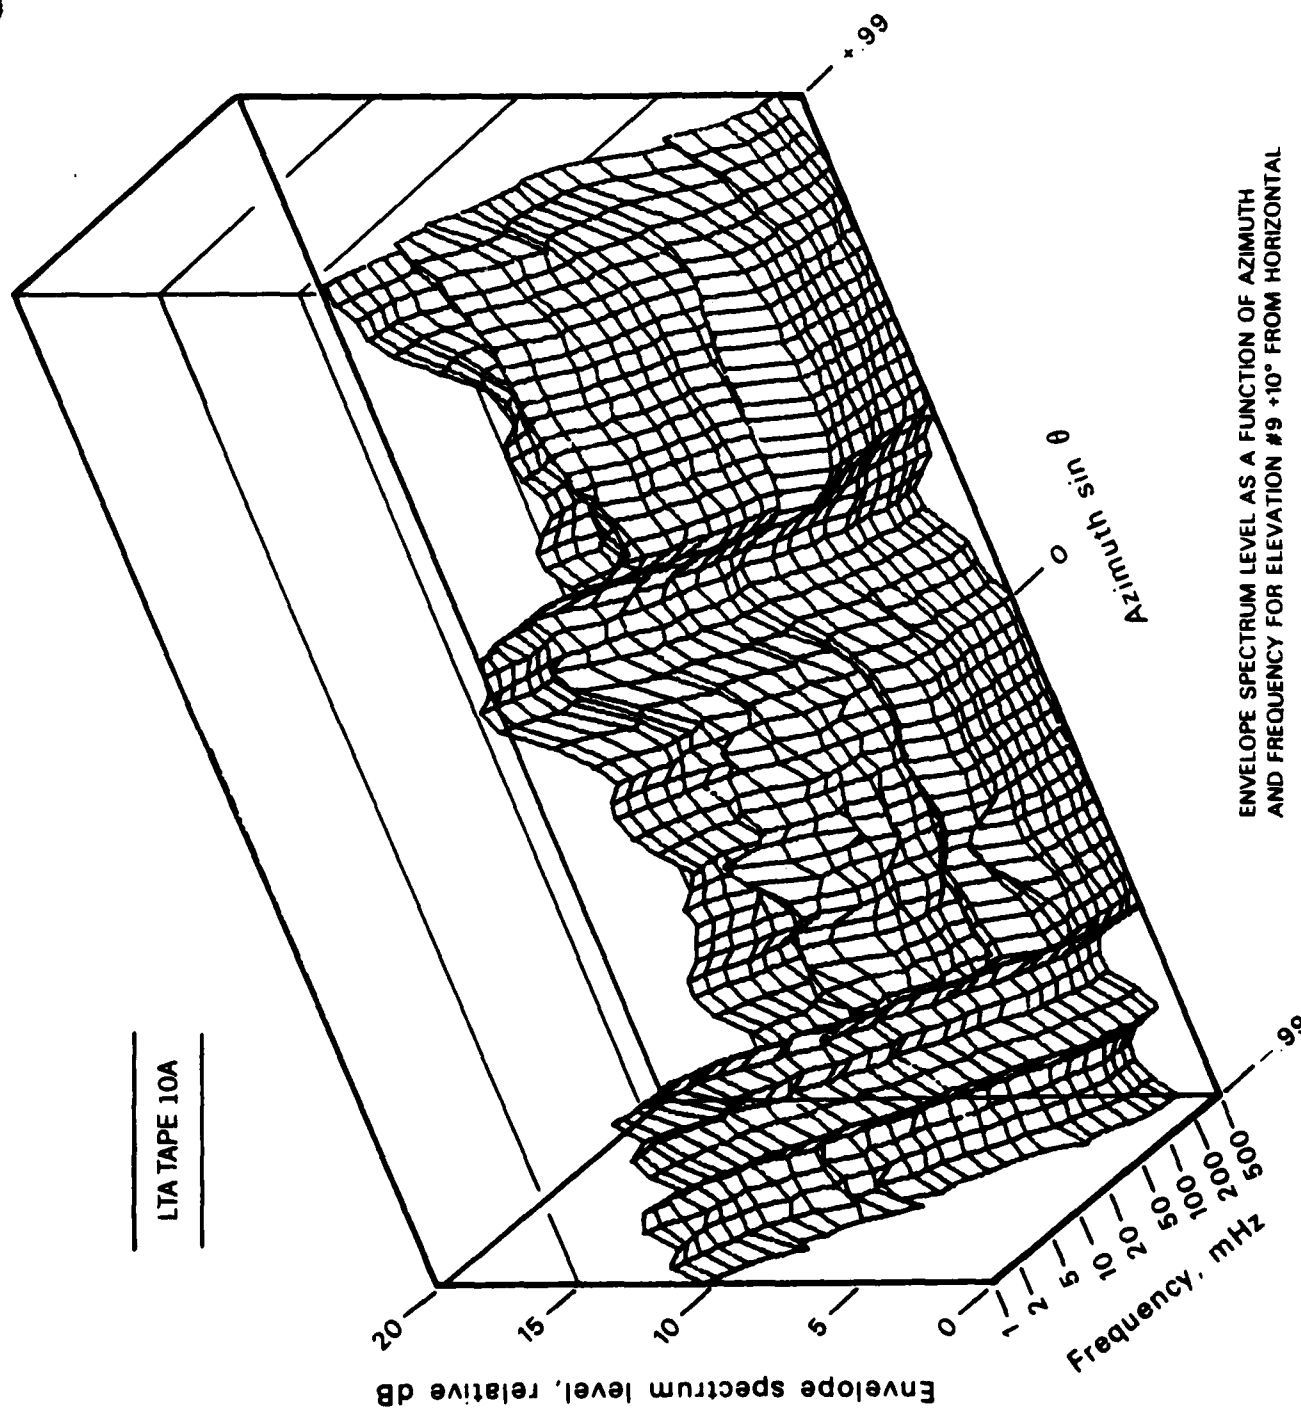 LTA TAPE 10A
Envelope spectrum level, relative dB
20
15
10
5
0
1
2
5
10
20
50
100
200
500
Frequency, mHz
+.99
0
Azimuth sin θ
ENVELOPE SPECTRUM LEVEL AS A FUNCTION OF AZIMUTH
AND FREQUENCY FOR ELEVATION #9 +10° FROM HORIZONTAL